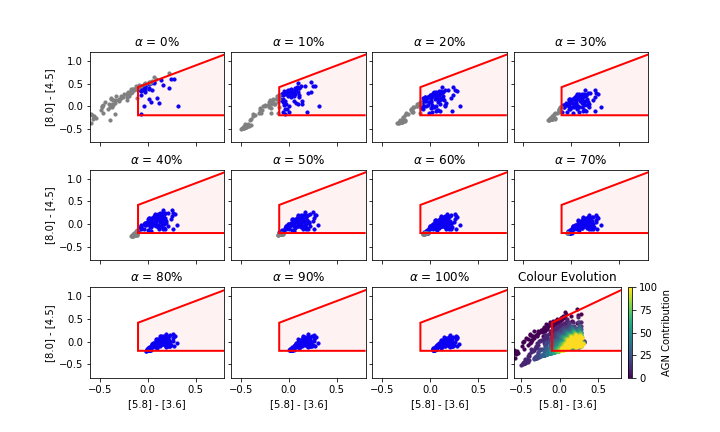 α = 0%
α = 10%
α = 20%
α = 30%
1.0
0.5
0.0
−0.5
[8.0] - [4.5]
α = 40%
α = 50%
α = 60%
α = 70%
1.0
0.5
0.0
−0.5
[8.0] - [4.5]
α = 80%
α = 90%
α = 100%
Colour Evolution
1.0
0.5
0.0
−0.5
[8.0] - [4.5]
100
75
50
25
0
AGN Contribution
−0.5 0.0 0.5
−0.5 0.0 0.5
−0.5 0.0 0.5
−0.5 0.0 0.5
[5.8] - [3.6]
[5.8] - [3.6]
[5.8] - [3.6]
[5.8] - [3.6]